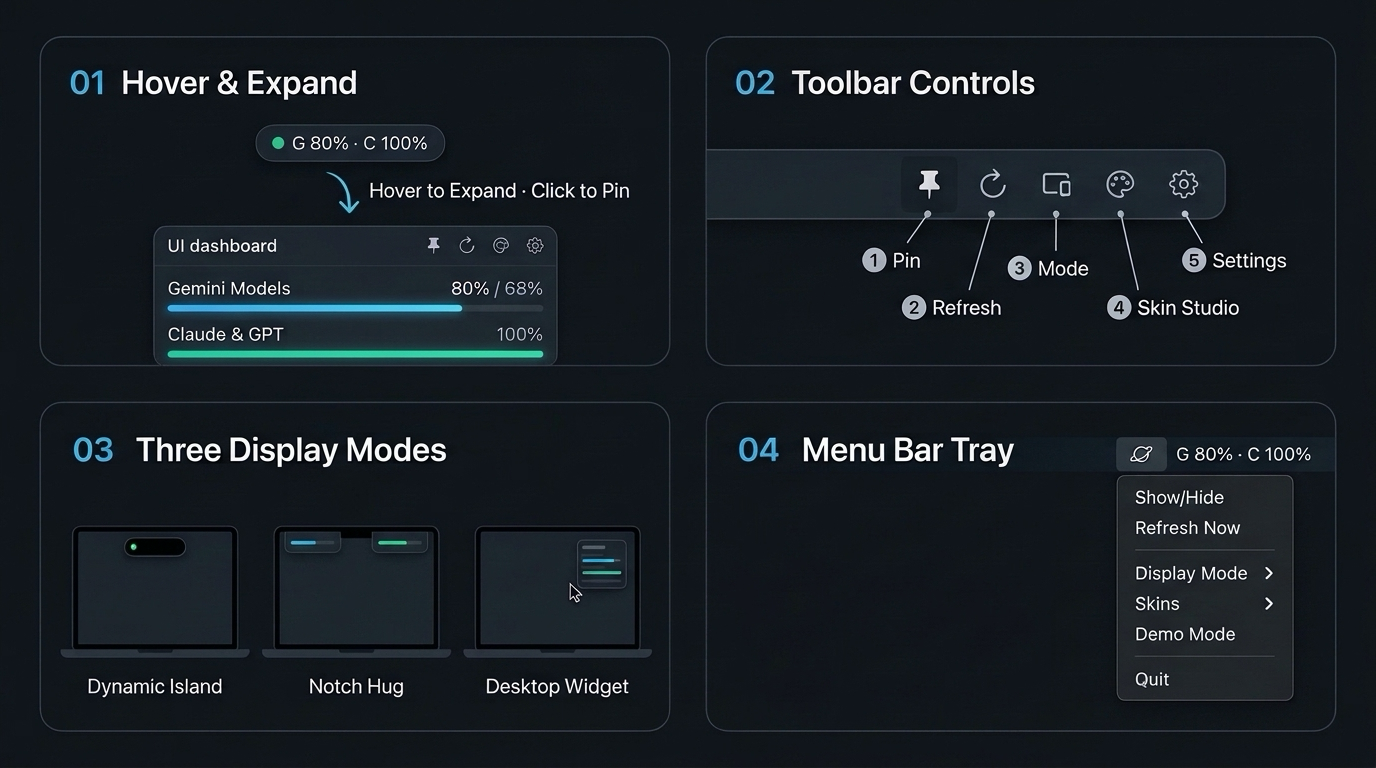 01 Hover & Expand
G 80% · C 100%
Hover to Expand · Click to Pin
UI dashboard
Gemini Models 80% / 68%
Claude & GPT 100%
02 Toolbar Controls
1 Pin
2 Refresh
3 Mode
4 Skin Studio
5 Settings
03 Three Display Modes
Dynamic Island
Notch Hug
Desktop Widget
04 Menu Bar Tray
G 80% · C 100%
Show/Hide
Refresh Now
Display Mode
Skins
Demo Mode
Quit